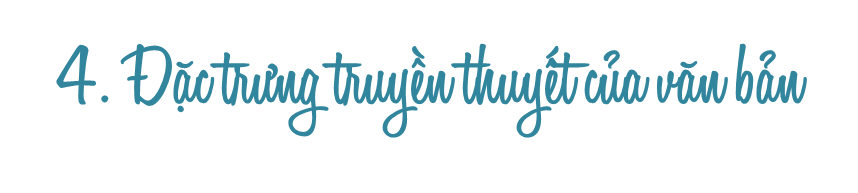 4. Đặc trưng truyền thuyết của văn bản